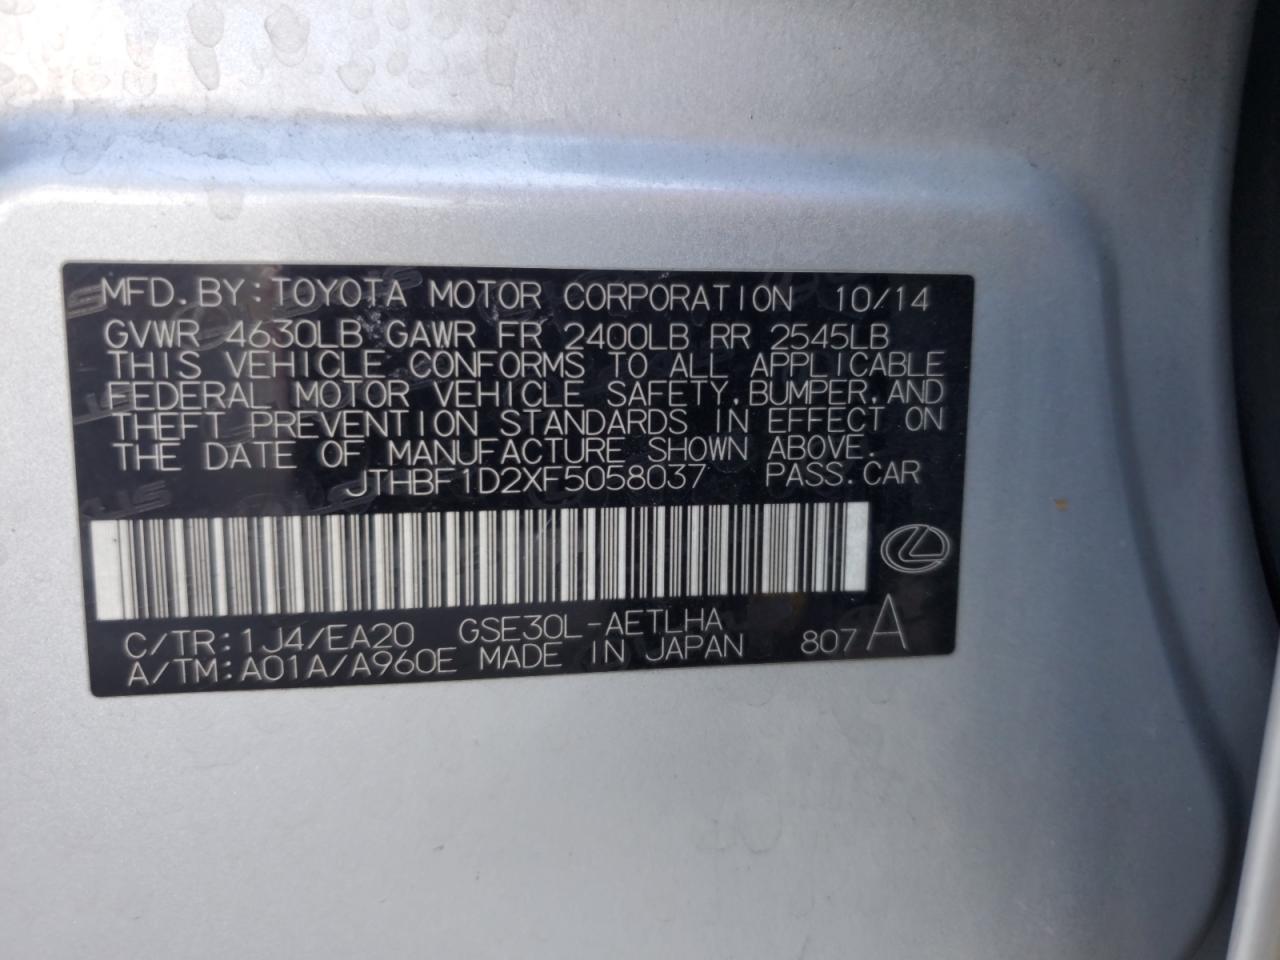 MFD.BY:TOYOTA MOTOR CORPORATION 10/14
GVWR 4630LB GAWR FR 2400LB RR 2545LB
THIS VEHICLE CONFORMS TO ALL APPLICABLE
FEDERAL MOTOR VEHICLE SAFETY,BUMPER,AND
THEFT PREVENTION STANDARDS IN EFFECT ON
THE DATE OF MANUFACTURE SHOWN ABOVE.
JTHBF1D2XF5058037 PASS.CAR
C/TR:1J4/EA20 GSE30L-AETLHA
A/TM:A01A/A960E MADE IN JAPAN 807A